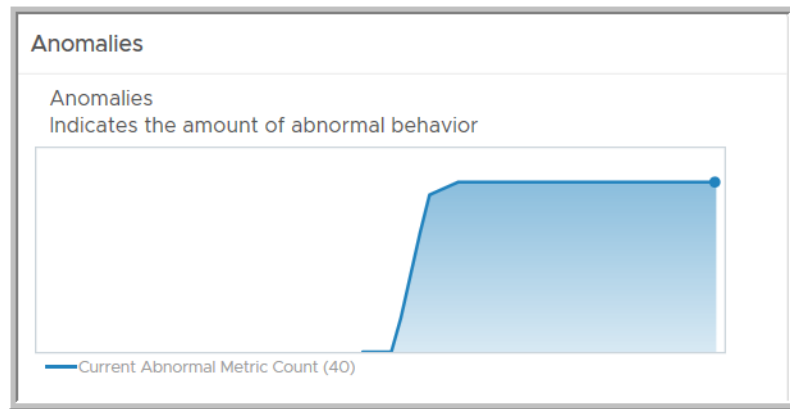 Anomalies
Anomalies
Indicates the amount of abnormal behavior
Current Abnormal Metric Count (40)